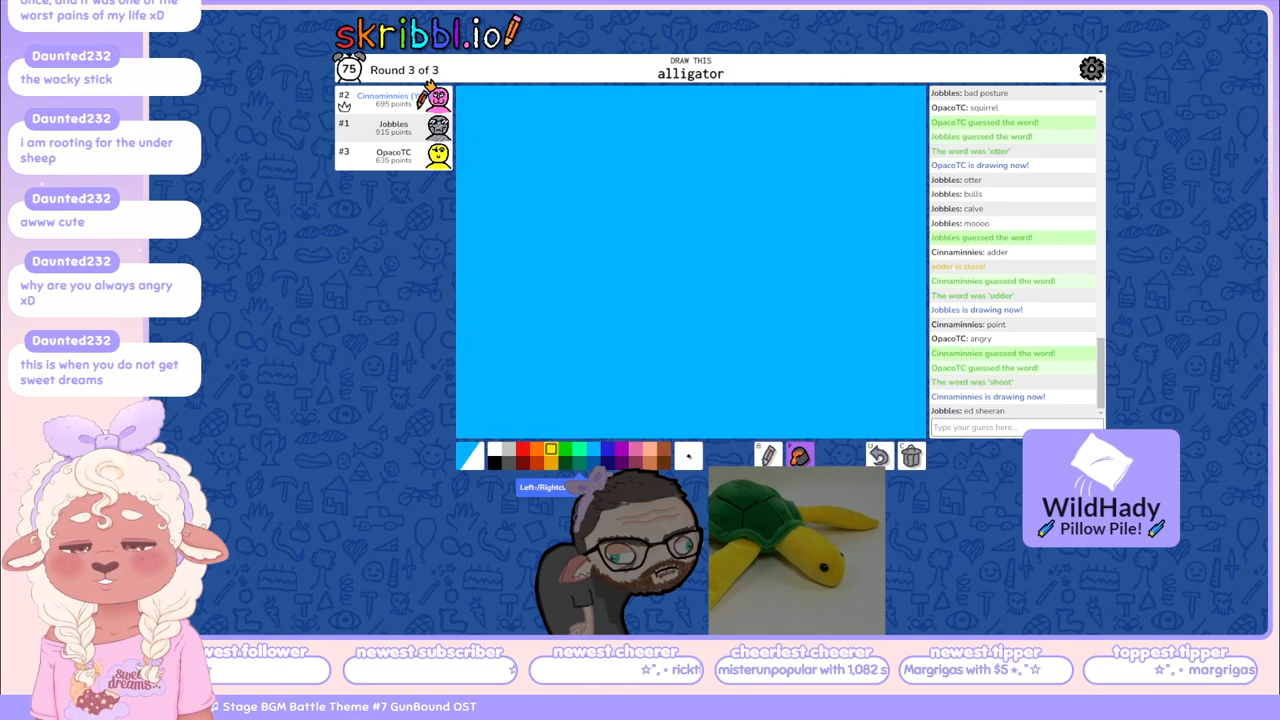 once, and it was one of the
worst pains of my life xD
Daunted232
the wacky stick
Daunted232
i am rooting for the under
sheep
Daunted232
awww cute
Daunted232
why are you always angry
xD
Daunted232
this is when you do not get
sweet dreams
skribbl.io
75
Round 3 of 3
DRAW THIS
alligator
#2
Cinnaminnies (Y
695 points
#1
Jobbles
915 points
#3
OpacoTC
635 points
Jobbles: bad posture
OpacoTC: squirrel
OpacoTC guessed the word!
Jobbles guessed the word!
The word was 'otter'
OpacoTC is drawing now!
Jobbles: otter
Jobbles: bulls
Jobbles: calve
Jobbles: moooo
Jobbles guessed the word!
Cinnaminnies: adder
adder is close!
Cinnaminnies guessed the word!
The word was 'udder'
Jobbles is drawing now!
Cinnaminnies: point
OpacoTC: angry
Cinnaminnies guessed the word!
OpacoTC guessed the word!
The word was 'shoot'
Cinnaminnies is drawing now!
Jobbles: ed sheeran
Type your guess here...
B
F
U
C
Left-/Rightc
WildHady
Pillow Pile!
sweet
dreams
west follower
newest subscriber
newest cheerer
rickt
cheeriest cheerer
misterunpopular with 1,082 s
newest tipper
Margrigas with $5
toppest tipper
margrigas
Stage BGM Battle Theme #7 GunBound OST